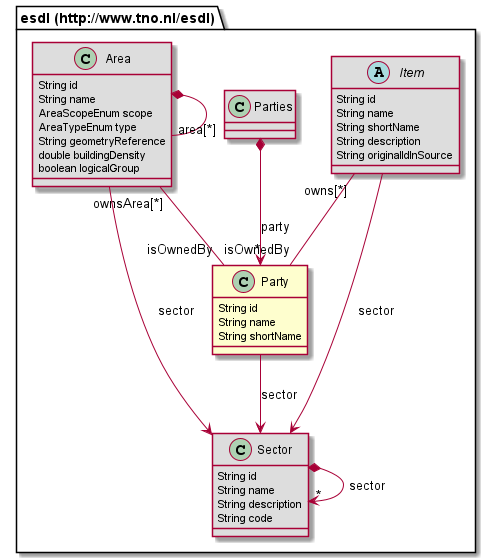 esdl (http://www.tno.nl/esdl)
C Area
String id
String name
AreaScopeEnum scope
AreaTypeEnum type
String geometryReference
double buildingDensity
boolean logicalGroup
area[*]
C Parties
A Item
String id
String name
shortName
String description
String originalIdInSource
ownsArea[*]
owns[*]
party
isOwnedBy
isOwnedBy
*
C Party
String id
String name
String shortName
sector
sector
sector
C Sector
String id
String name
String description
String code
sector
*